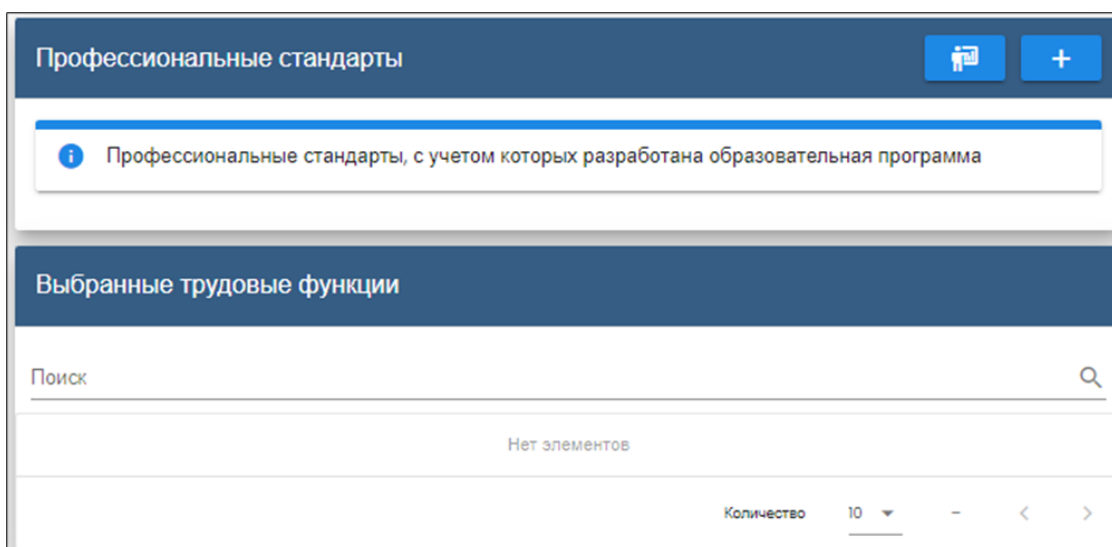 Профессиональные стандарты
+
Профессиональные стандарты, с учетом которых разработана образовательная программа
Выбранные трудовые функции
Поиск
Нет элементов
Количество 10 – < >